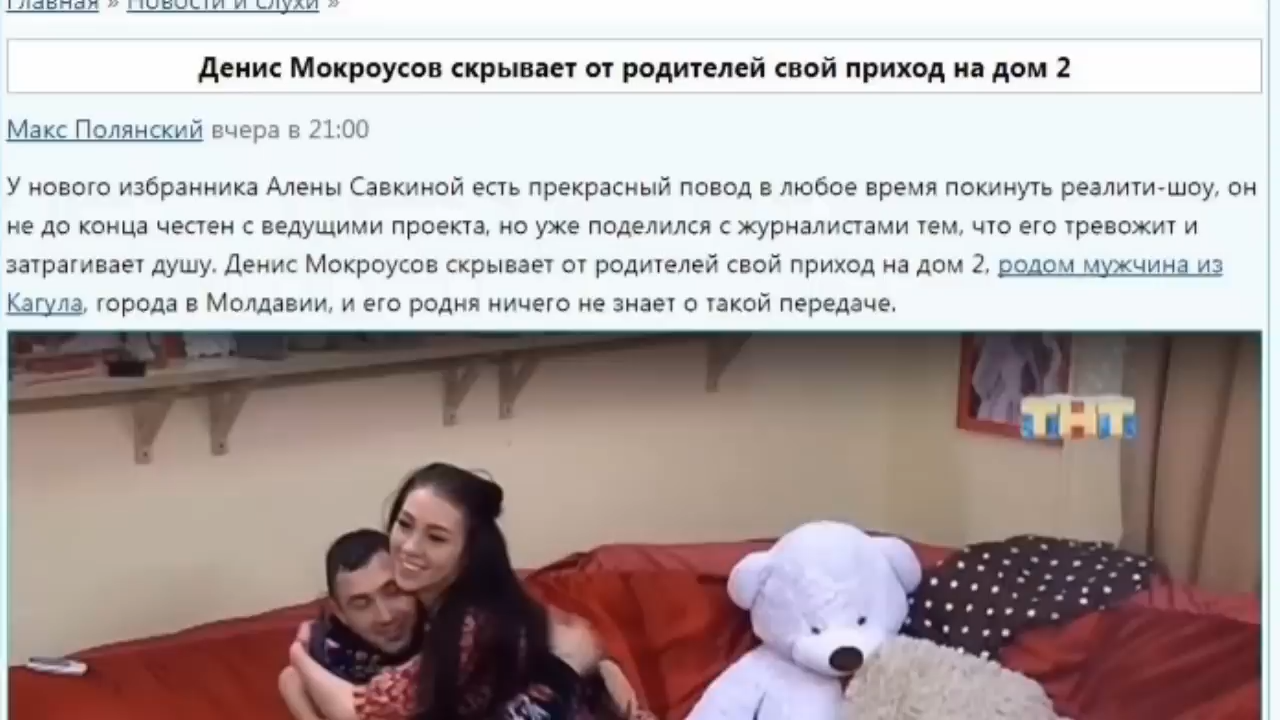 Главная » Новости и слухи »
Денис Мокроусов скрывает от родителей свой приход на дом 2
Макс Полянский вчера в 21:00
У нового избранника Алены Савкиной есть прекрасный повод в любое время покинуть реалити-шоу, он
не до конца честен с ведущими проекта, но уже поделился с журналистами тем, что его тревожит и
затрагивает душу. Денис Мокроусов скрывает от родителей свой приход на дом 2, родом мужчина из
Кагула, города в Молдавии, и его родня ничего не знает о такой передаче.
ТНТ